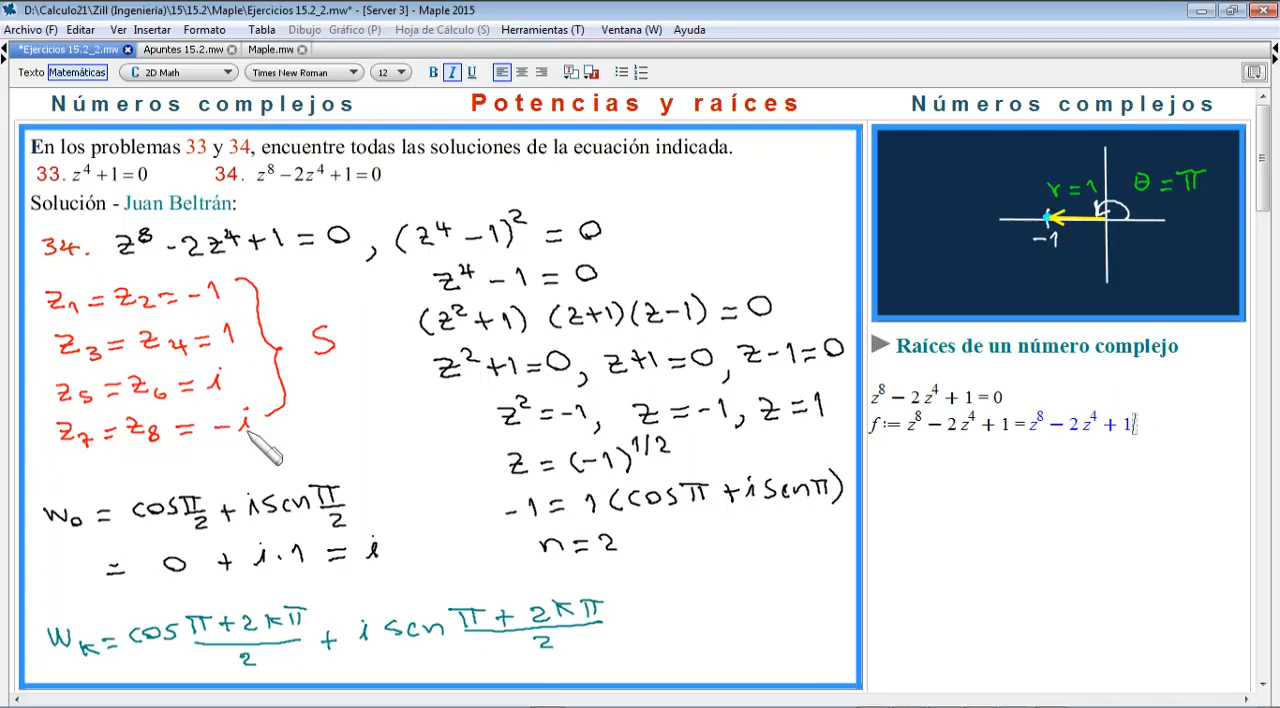 D:\Calculo21\Zill (Ingeniería)\15\15.2\Maple\Ejercicios 15.2_2.mw* - [Server 3] - Maple 2015
Archivo (F) Editar Ver Insertar Formato Tabla Dibujo Gráfico (P) Hoja de Cálculo (S) Herramientas (T) Ventana (W) Ayuda
*Ejercicios 15.2_2.mw Apuntes 15.2.mw Maple.mw
Texto Matemáticas C 2D Math Times New Roman 12 B I U
Números complejos Potencias y raíces Números complejos
En los problemas 33 y 34, encuentre todas las soluciones de la ecuación indicada.
33. z⁴ + 1 = 0 34. z⁸ − 2z⁴ + 1 = 0
Solución - Juan Beltrán:
34. z⁸ - 2z⁴ + 1 = 0 , (z⁴ - 1)² = 0
z⁴ - 1 = 0
(z² + 1) (z+1)(z-1) = 0
z² + 1 = 0, z+1 = 0, z-1 = 0
z² = -1, z = -1, z = 1
z = (-1)^1/2
-1 = 1 (cos π + i sen π)
n = 2
z₁ = z₂ = -1
z₃ = z₄ = 1
z₅ = z₆ = i
z₇ = z₈ = -i
S
w₀ = cos π/2 + i sen π/2
= 0 + i·1 = i
w_k = cos (π + 2kπ)/2 + i sen (π + 2kπ)/2
r = 1 θ = π
-1
Raíces de un número complejo
z⁸ − 2 z⁴ + 1 = 0
f := z⁸ − 2 z⁴ + 1 = z⁸ − 2 z⁴ + 1